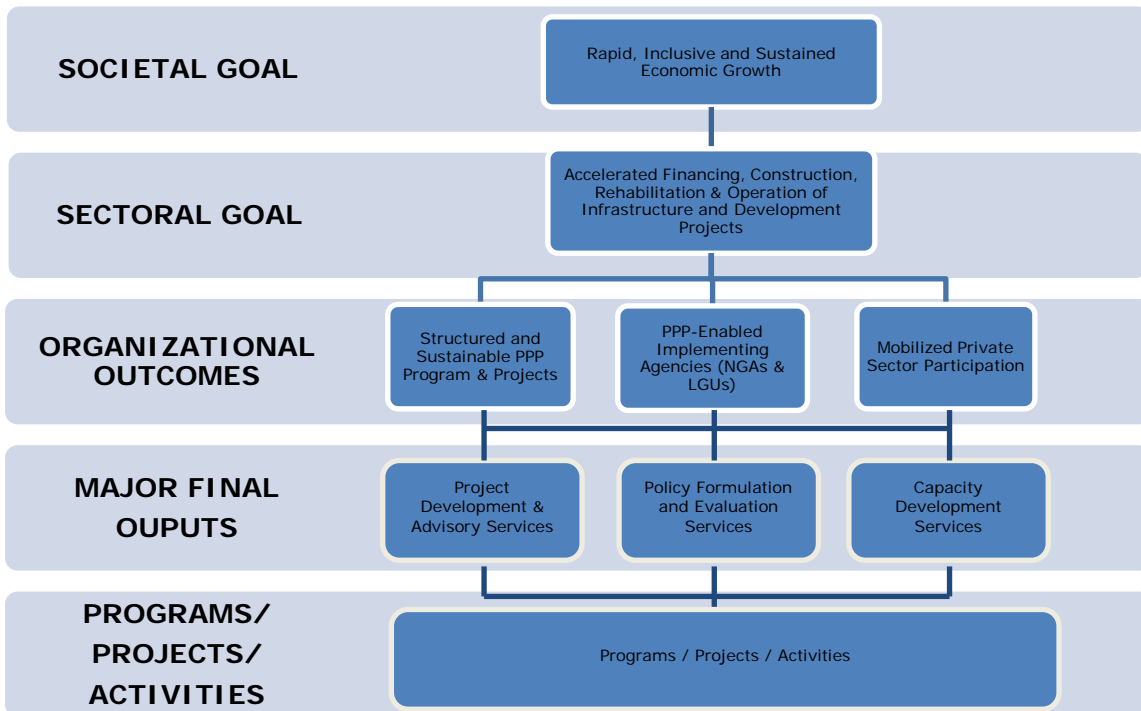 SOCIETAL GOAL
Rapid, Inclusive and Sustained
Economic Growth
SECTORAL GOAL
Accelerated Financing, Construction,
Rehabilitation & Operation of
Infrastructure and Development
Projects
ORGANIZATIONAL
OUTCOMES
Structured and
Sustainable PPP
Program & Projects
PPP-Enabled
Implementing
Agencies (NGAs &
LGUs)
Mobilized Private
Sector Participation
MAJOR FINAL
OUPUTS
Project
Development &
Advisory Services
Policy Formulation
and Evaluation
Services
Capacity
Development
Services
PROGRAMS/
PROJECTS/
ACTIVITIES
Programs / Projects / Activities